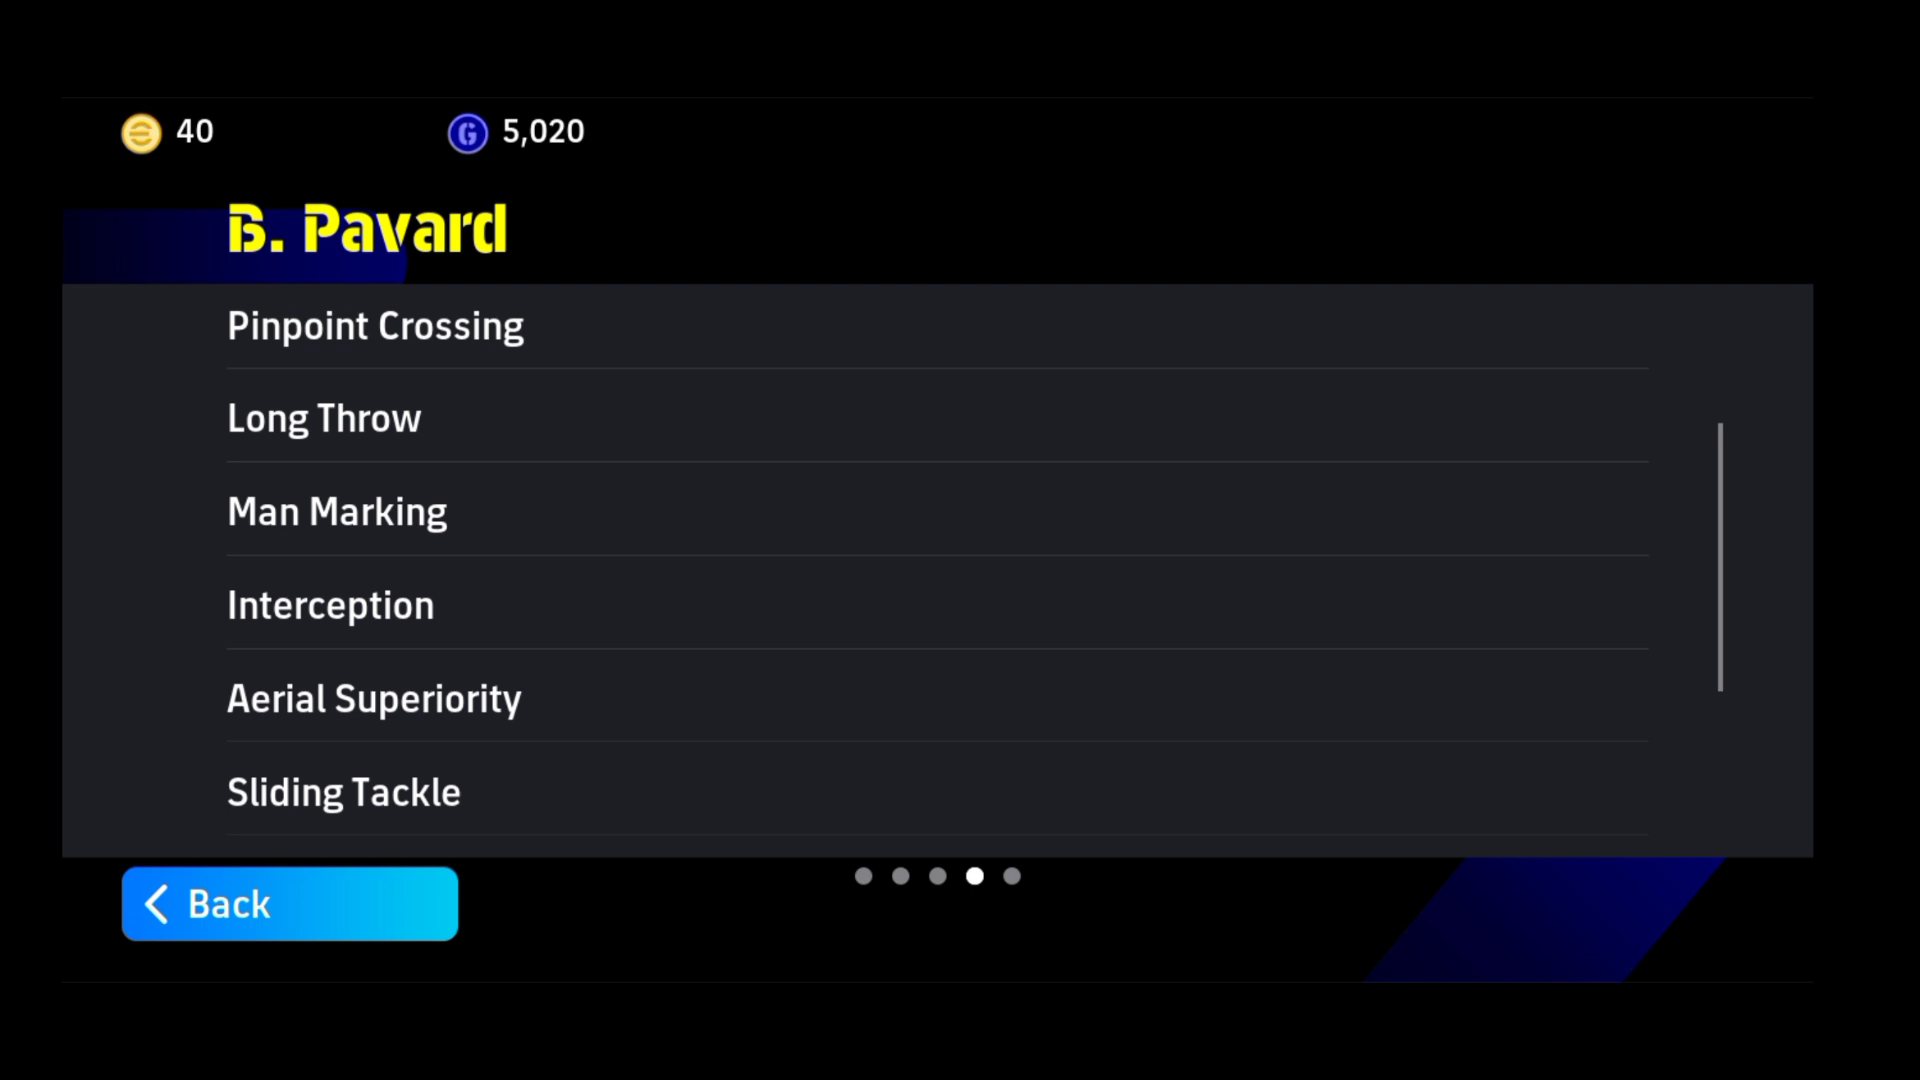 40
5,020
B. Pavard
Pinpoint Crossing
Long Throw
Man Marking
Interception
Aerial Superiority
Sliding Tackle
Back